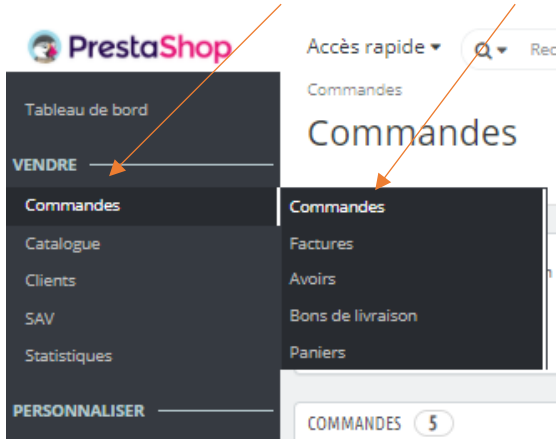 PrestaShop
Accès rapide
Rec
Commandes
Commandes
Tableau de bord
VENDRE
Commandes
Catalogue
Clients
SAV
Statistiques
PERSONNALISER
Commandes
Factures
Avoirs
Bons de livraison
Paniers
COMMANDES 5